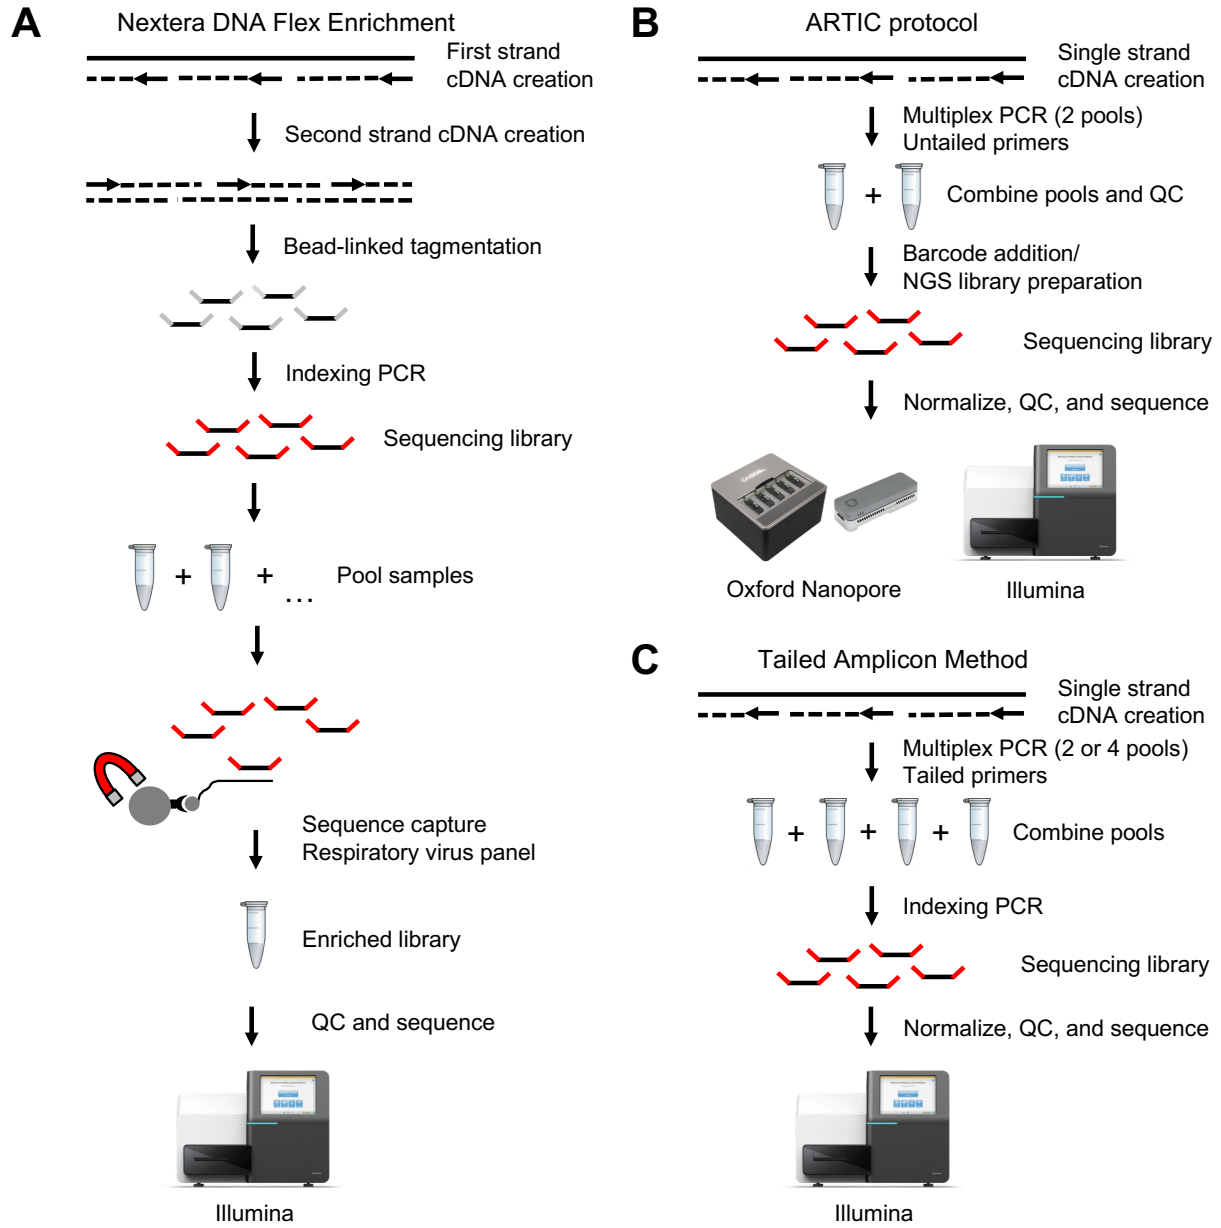 A
Nextera DNA Flex Enrichment
First strand
cDNA creation
Second strand cDNA creation
Bead-linked tagmentation
Indexing PCR
Sequencing library
+
+
...
Pool samples
Sequence capture
Respiratory virus panel
Enriched library
QC and sequence
Illumina
B
ARTIC protocol
Single strand
cDNA creation
Multiplex PCR (2 pools)
Untailed primers
+
Combine pools and QC
Barcode addition/
NGS library preparation
Sequencing library
Normalize, QC, and sequence
Oxford Nanopore
Illumina
C
Tailed Amplicon Method
Single strand
cDNA creation
Multiplex PCR (2 or 4 pools)
Tailed primers
+
+
+
Combine pools
Indexing PCR
Sequencing library
Normalize, QC, and sequence
Illumina